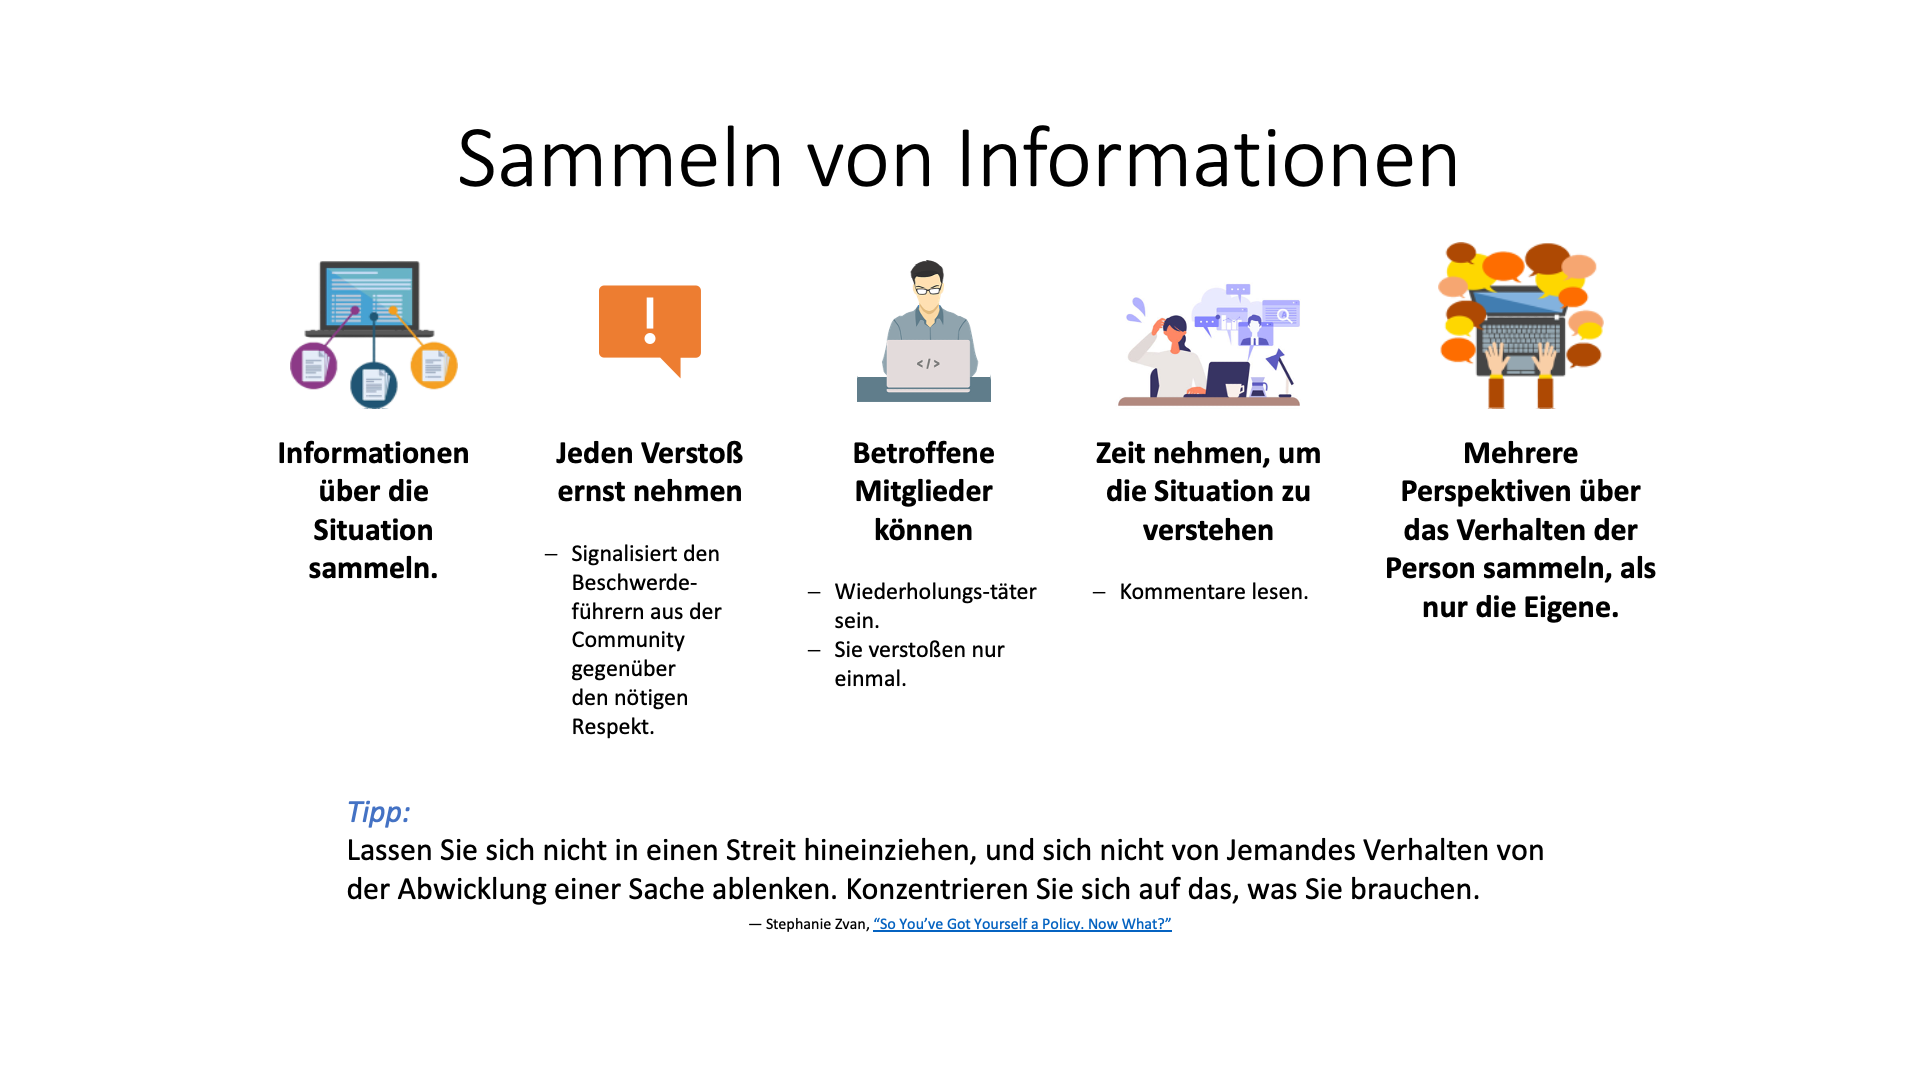 Sammeln von Informationen
</>
Informationen
über die
Situation
sammeln.
Jeden Verstoß
ernst nehmen
– Signalisiert den
Beschwerde-
führern aus der
Community
gegenüber
den nötigen
Respekt.
Betroffene
Mitglieder
können
– Wiederholungs-täter
sein.
– Sie verstoßen nur
einmal.
Zeit nehmen, um
die Situation zu
verstehen
– Kommentare lesen.
Mehrere
Perspektiven über
das Verhalten der
Person sammeln, als
nur die Eigene.
Tipp:
Lassen Sie sich nicht in einen Streit hineinziehen, und sich nicht von Jemandes Verhalten von
der Abwicklung einer Sache ablenken. Konzentrieren Sie sich auf das, was Sie brauchen.
— Stephanie Zvan, “So You’ve Got Yourself a Policy. Now What?”